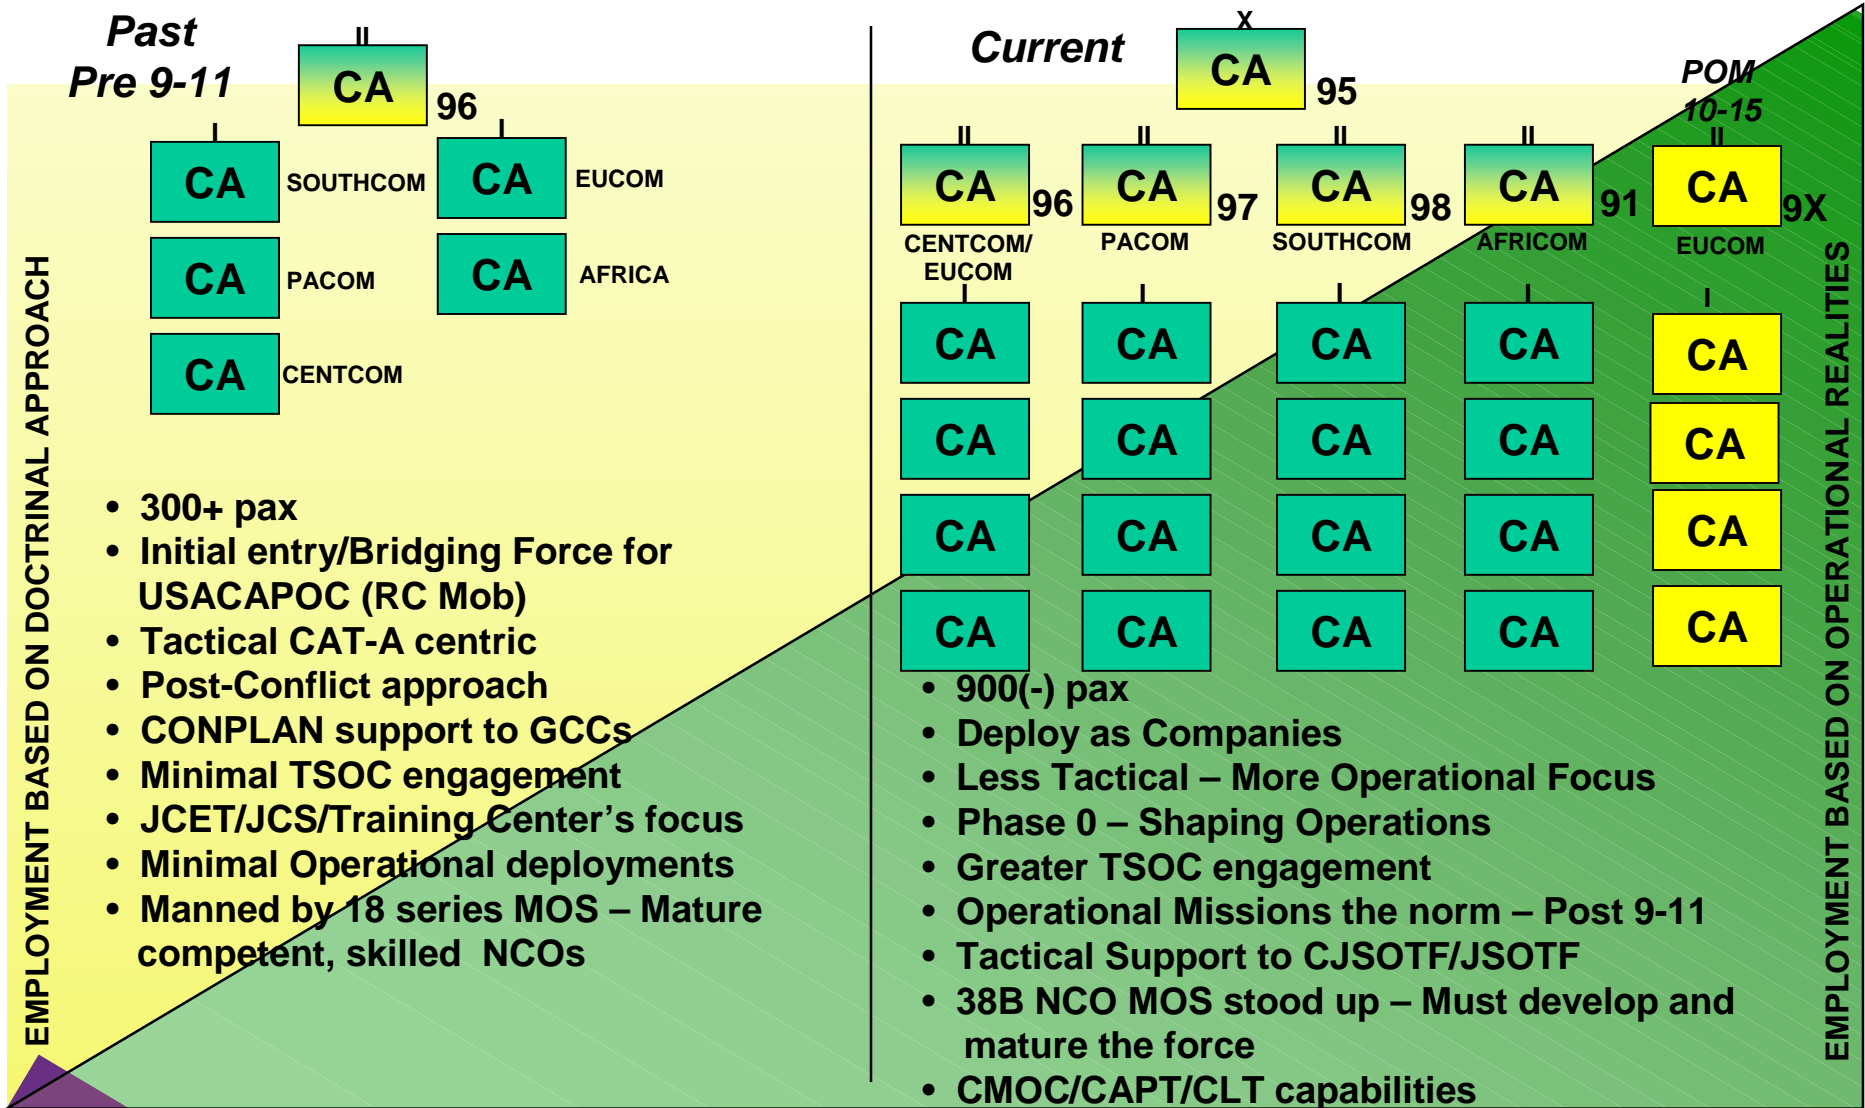 Past
Pre 9-11
II
CA
96
I
CA
SOUTHCOM
I
CA
EUCOM
CA
PACOM
CA
AFRICA
CA
CENTCOM
EMPLOYMENT BASED ON DOCTRINAL APPROACH
• 300+ pax
• Initial entry/Bridging Force for
USACAPOC (RC Mob)
• Tactical CAT-A centric
• Post-Conflict approach
• CONPLAN support to GCCs
• Minimal TSOC engagement
• JCET/JCS/Training Center’s focus
• Minimal Operational deployments
• Manned by 18 series MOS – Mature
competent, skilled NCOs
Current
X
CA
95
POM
10-15
II
CA
96
CENTCOM/
EUCOM
II
CA
97
PACOM
II
CA
98
SOUTHCOM
II
CA
91
AFRICOM
II
CA
9X
EUCOM
I
I
I
I
I
CA CA CA CA CA
CA CA CA CA CA
CA CA CA CA CA
CA CA CA CA CA
• 900(-) pax
• Deploy as Companies
• Less Tactical – More Operational Focus
• Phase 0 – Shaping Operations
• Greater TSOC engagement
• Operational Missions the norm – Post 9-11
• Tactical Support to CJSOTF/JSOTF
• 38B NCO MOS stood up – Must develop and
mature the force
• CMOC/CAPT/CLT capabilities
EMPLOYMENT BASED ON OPERATIONAL REALITIES